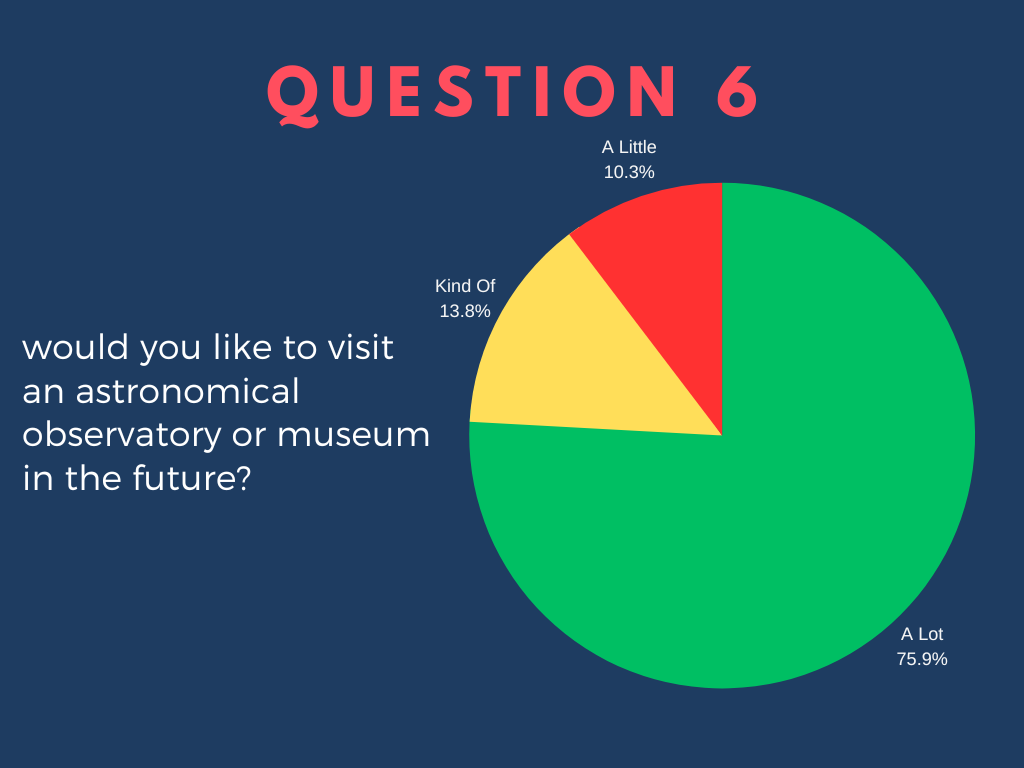 QUESTION 6
A Little
10.3%
Kind Of
13.8%
would you like to visit
an astronomical
observatory or museum
in the future?
A Lot
75.9%